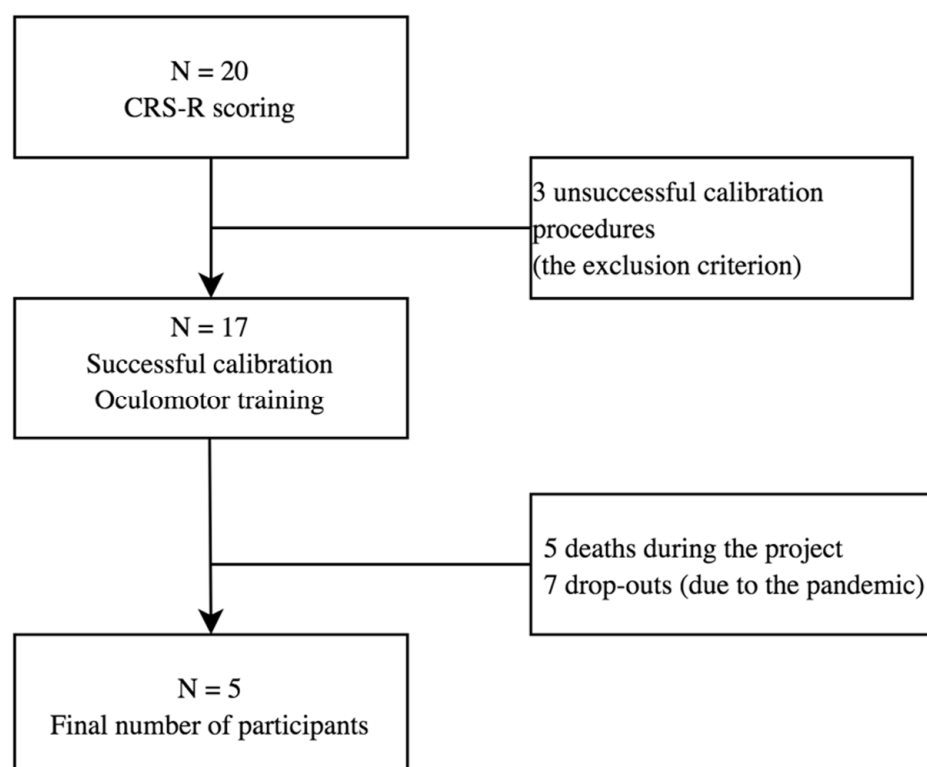 N = 20
CRS-R scoring
3 unsuccessful calibration
procedures
(the exclusion criterion)
N = 17
Successful calibration
Oculomotor training
5 deaths during the project
7 drop-outs (due to the pandemic)
N = 5
Final number of participants